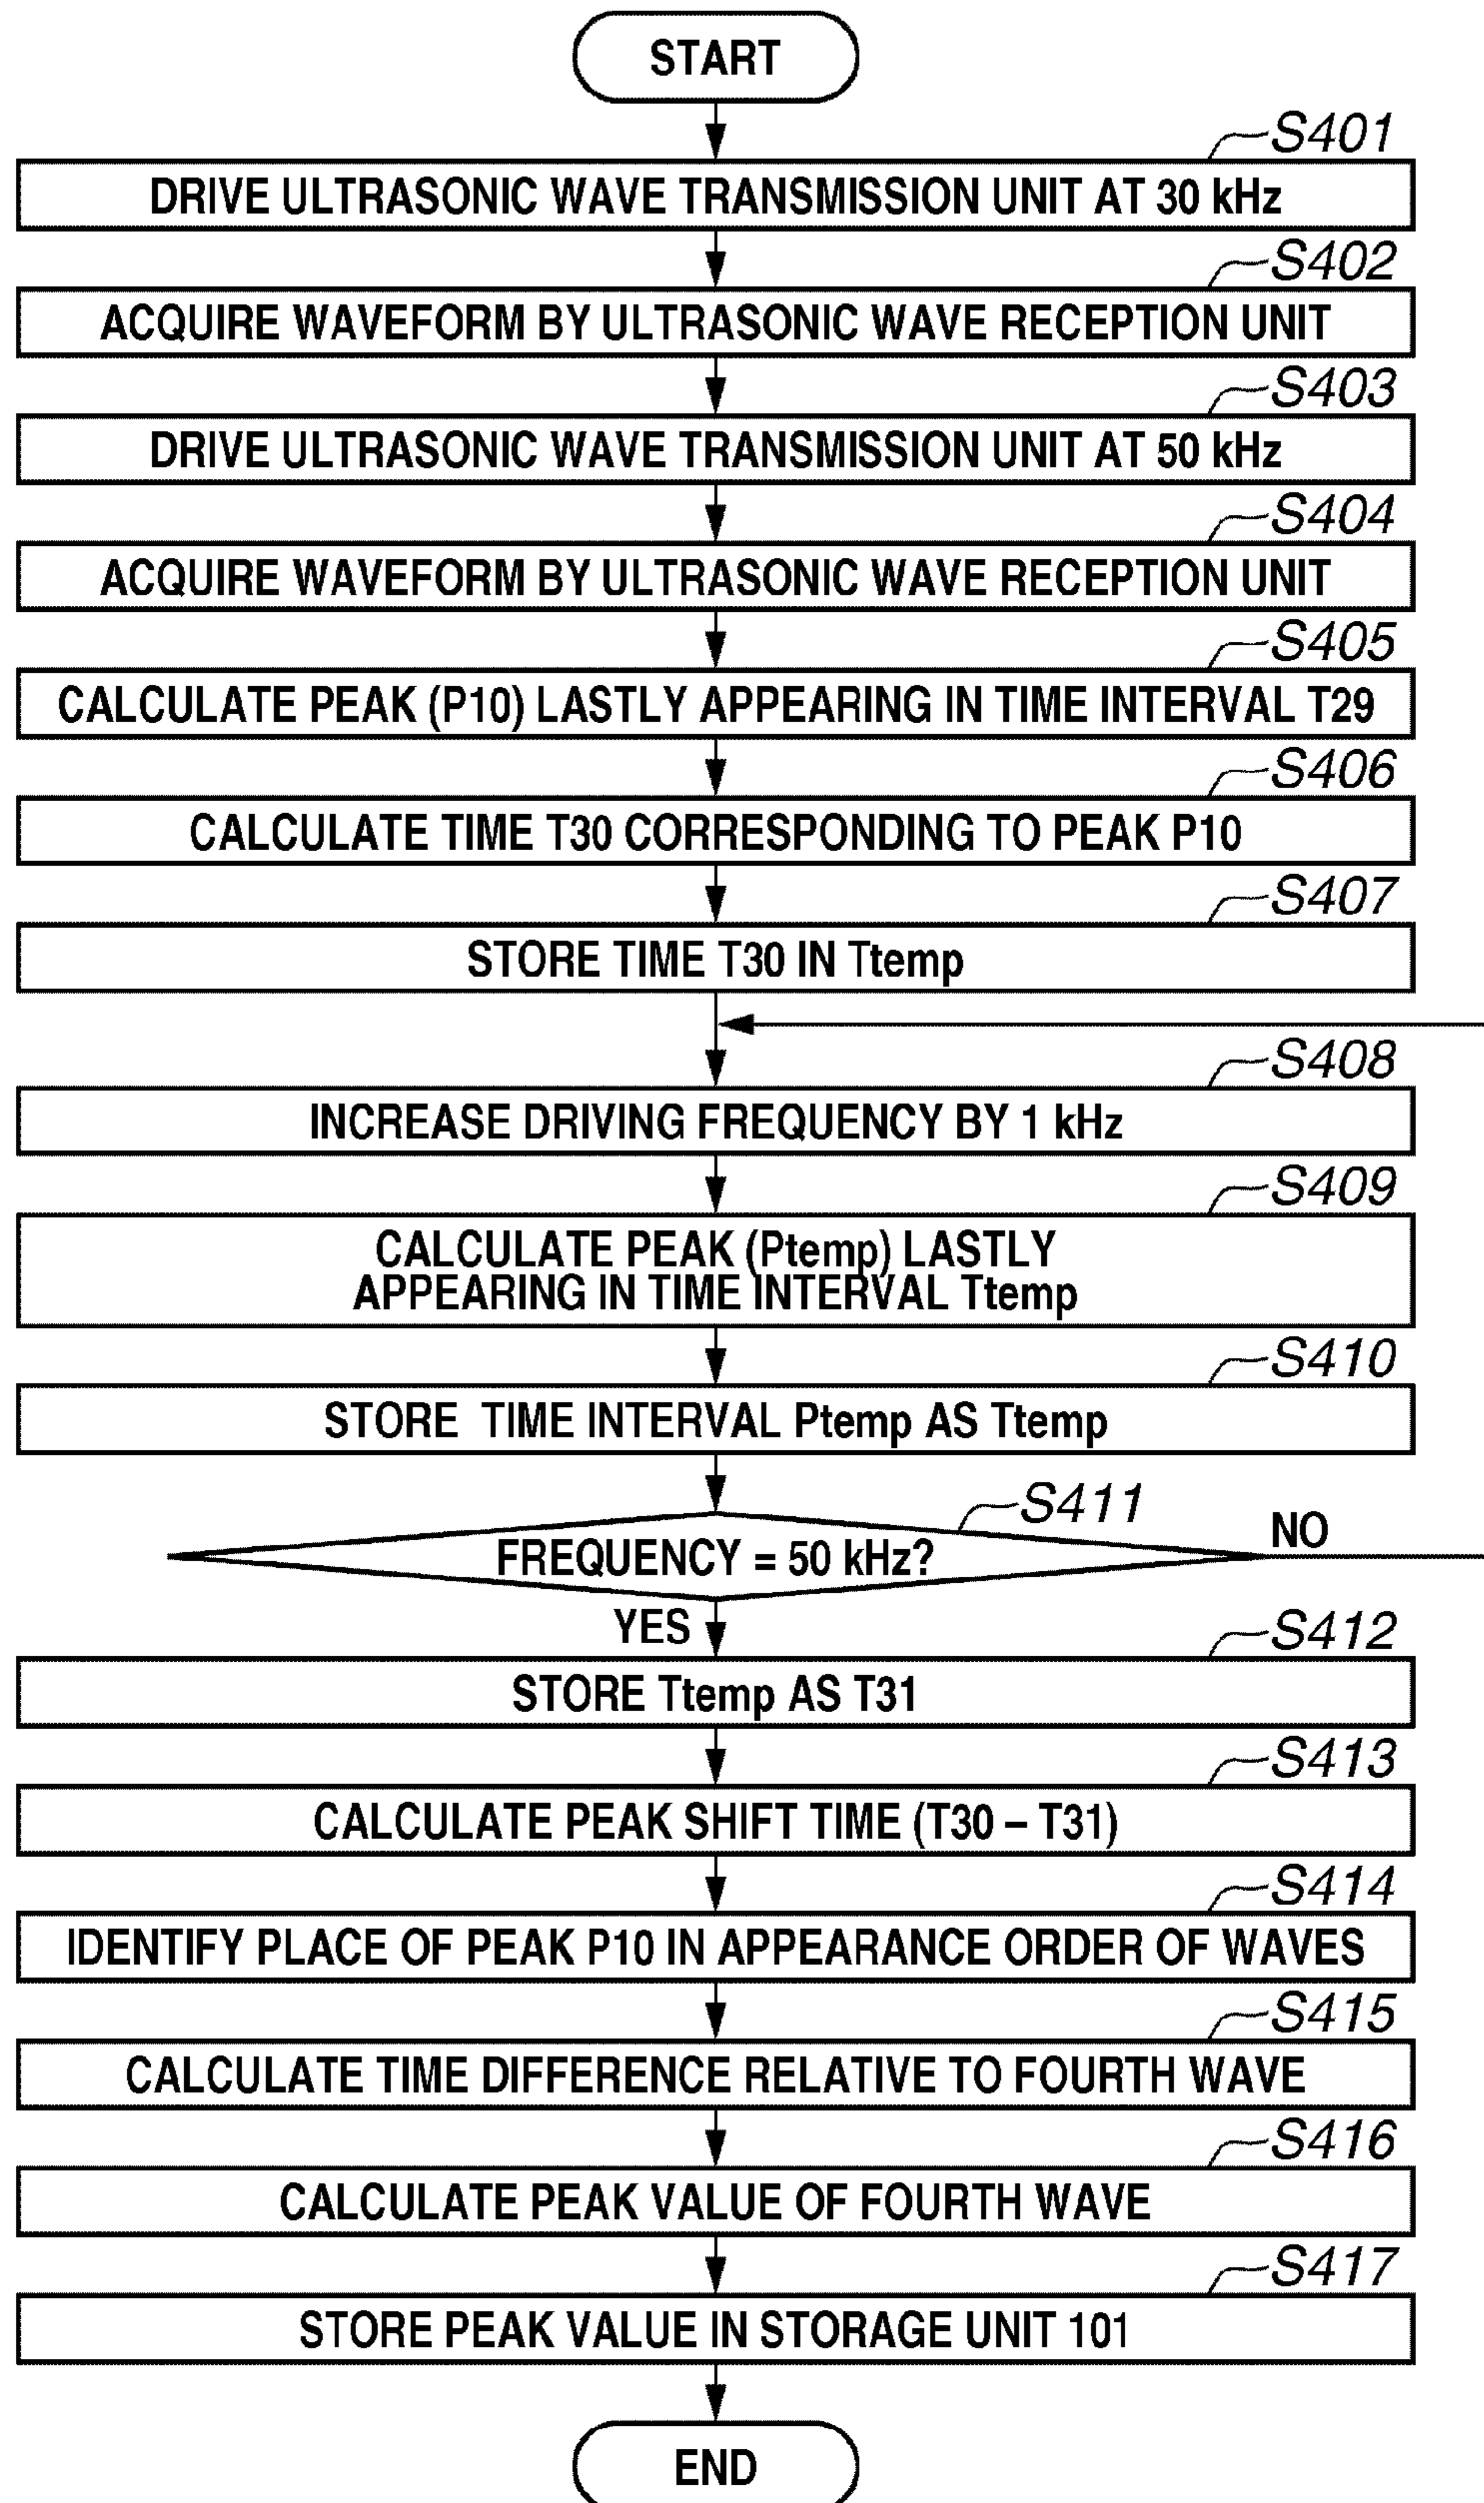 START
S401
DRIVE ULTRASONIC WAVE TRANSMISSION UNIT AT 30 kHz
S402
ACQUIRE WAVEFORM BY ULTRASONIC WAVE RECEPTION UNIT
S403
DRIVE ULTRASONIC WAVE TRANSMISSION UNIT AT 50 kHz
S404
ACQUIRE WAVEFORM BY ULTRASONIC WAVE RECEPTION UNIT
S405
CALCULATE PEAK (P10) LASTLY APPEARING IN TIME INTERVAL T29
S406
CALCULATE TIME T30 CORRESPONDING TO PEAK P10
S407
STORE TIME T30 IN Ttemp
S408
INCREASE DRIVING FREQUENCY BY 1 kHz
S409
CALCULATE PEAK (Ptemp) LASTLY
APPEARING IN TIME INTERVAL Ttemp
S410
STORE TIME INTERVAL Ptemp AS Ttemp
S411
FREQUENCY = 50 kHz?
NO
YES
S412
STORE Ttemp AS T31
S413
CALCULATE PEAK SHIFT TIME (T30 – T31)
S414
IDENTIFY PLACE OF PEAK P10 IN APPEARANCE ORDER OF WAVES
S415
CALCULATE TIME DIFFERENCE RELATIVE TO FOURTH WAVE
S416
CALCULATE PEAK VALUE OF FOURTH WAVE
S417
STORE PEAK VALUE IN STORAGE UNIT 101
END